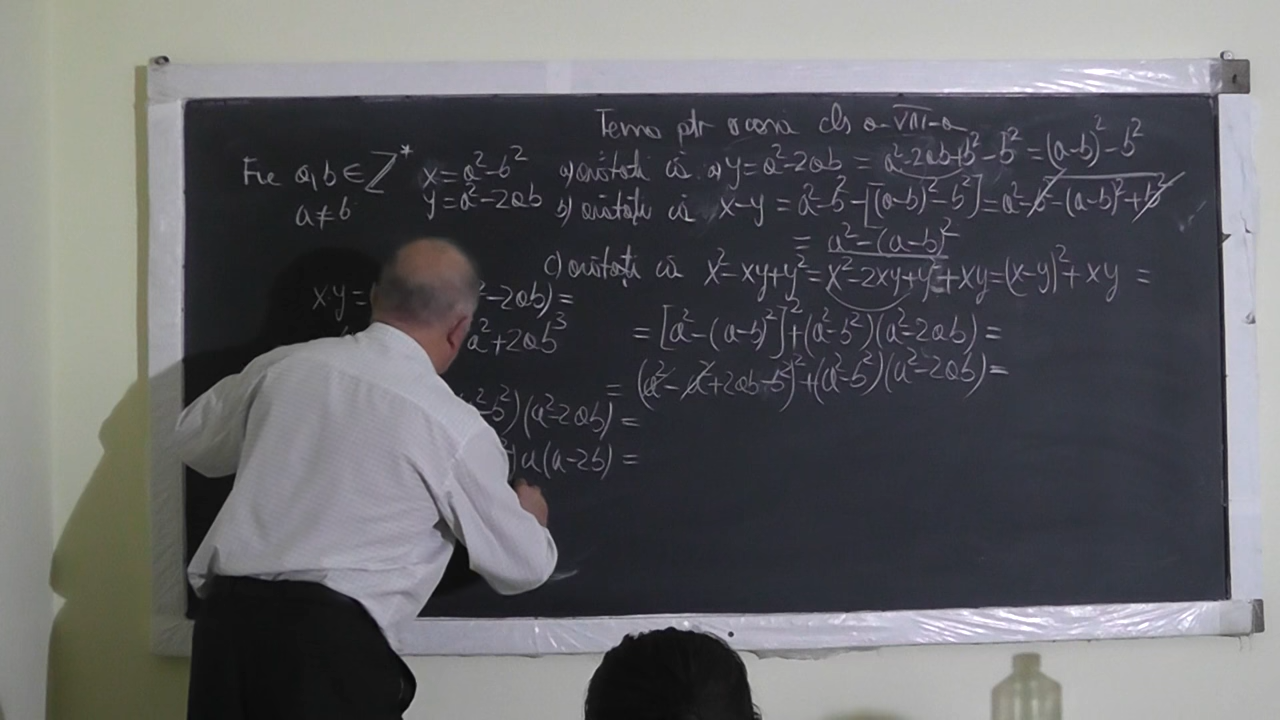 Tema ptr cls a-VIII-a
Fie a,b ∈ Z* x=a²-b² a) arătați că a) y=a²-2ab = a²-2ab+b²-b² =(a-b)²-b²
a≠b y=a²-2ab b) arătați că x-y = a²-b²-[(a-b)²-b²]=a²-b²-(a-b)²+b²
= a²-(a-b)²
c) arătați că x²-xy+y²=x²-2xy+y²+xy=(x-y)²+xy =
xy= ²-2ab)=
a²+2ab³ = [a²-(a-b)²]²+(a²-b²)(a²-2ab)=
= (a²-a²+2ab-b²)²+(a²-b²)(a²-2ab)=
²-b²)(a²-2ab)=
)a(a-2b) =